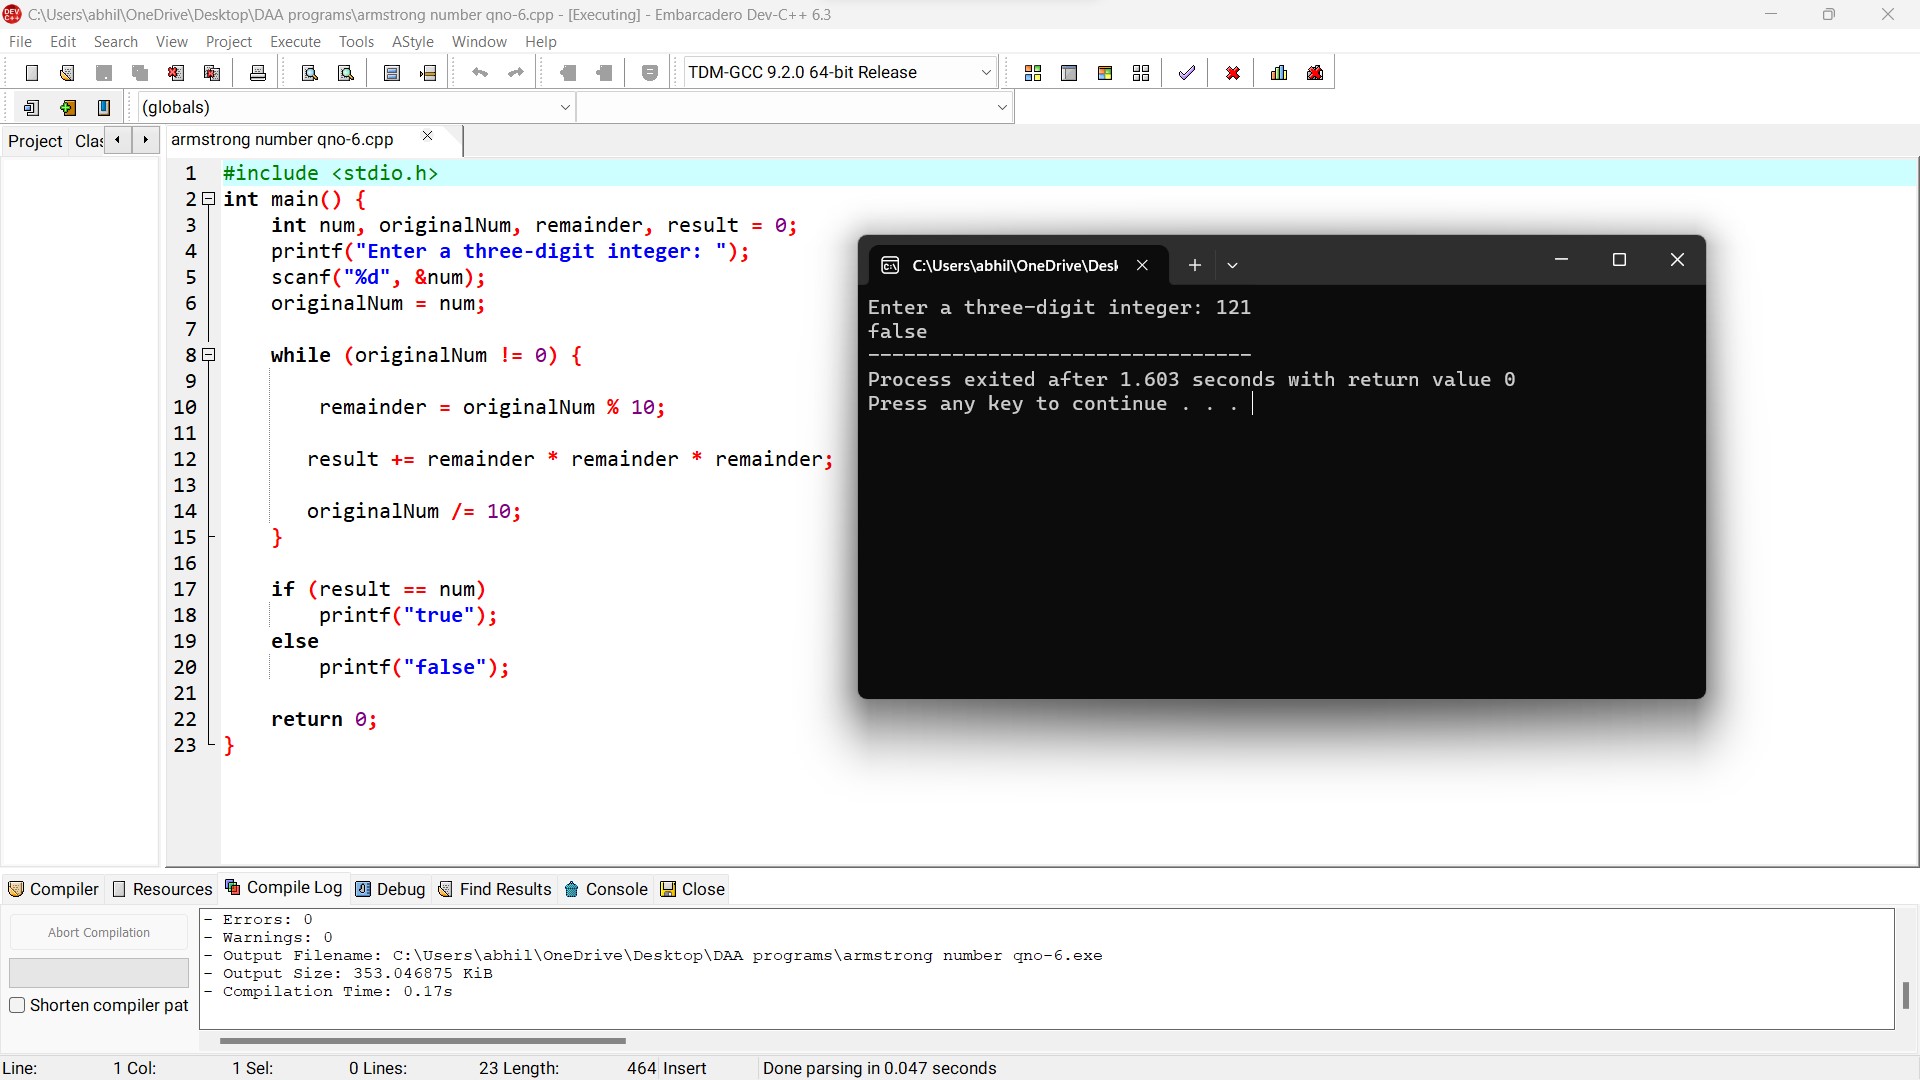 C:\Users\abhil\OneDrive\Desktop\DAA programs\armstrong number qno-6.cpp - [Executing] - Embarcadero Dev-C++ 6.3
File Edit Search View Project Execute Tools AStyle Window Help
TDM-GCC 9.2.0 64-bit Release
(globals)
Project Clas armstrong number qno-6.cpp
1 #include <stdio.h>
2 int main() {
3 int num, originalNum, remainder, result = 0;
4 printf("Enter a three-digit integer: ");
5 scanf("%d", &num);
6 originalNum = num;
7
8 while (originalNum != 0) {
9
10 remainder = originalNum % 10;
11
12 result += remainder * remainder * remainder;
13
14 originalNum /= 10;
15 }
16
17 if (result == num)
18 printf("true");
19 else
20 printf("false");
21
22 return 0;
23 }
C:\Users\abhil\OneDrive\Desk
Enter a three-digit integer: 121
false
--------------------------------
Process exited after 1.603 seconds with return value 0
Press any key to continue . . .
Compiler Resources Compile Log Debug Find Results Console Close
Abort Compilation
Shorten compiler pat
- Errors: 0
- Warnings: 0
- Output Filename: C:\Users\abhil\OneDrive\Desktop\DAA programs\armstrong number qno-6.exe
- Output Size: 353.046875 KiB
- Compilation Time: 0.17s
Line: 1 Col: 1 Sel: 0 Lines: 23 Length: 464 Insert Done parsing in 0.047 seconds